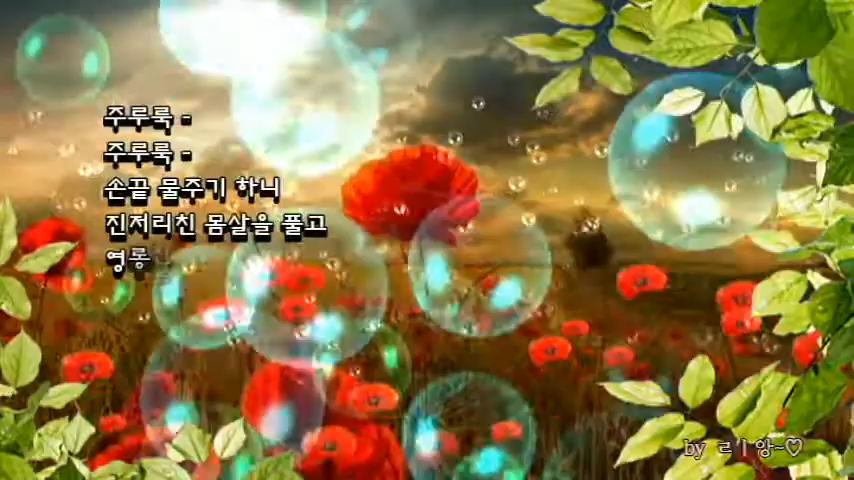 주루룩 -
주루룩 -
손끝 물주기 하니
진저리친 몸살을 풀고
영롱
by ㄹㅣ앙~♡